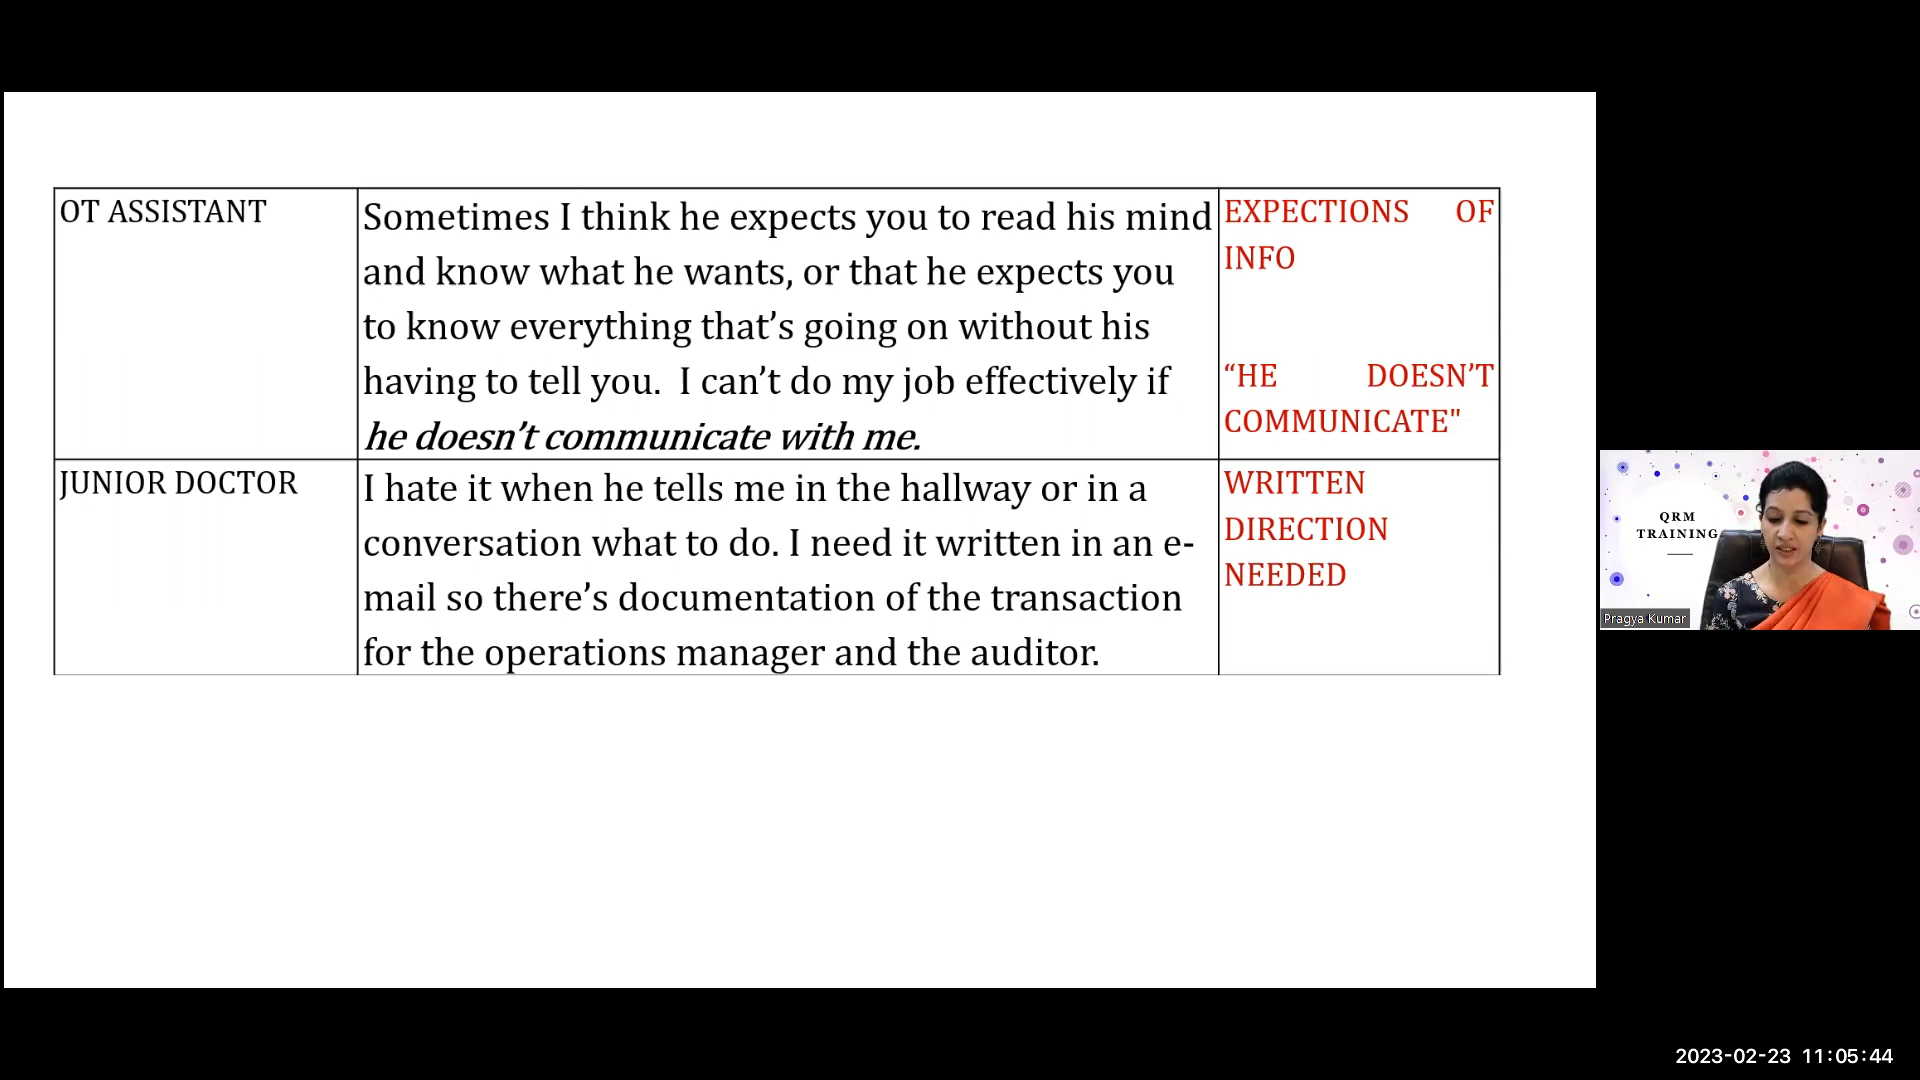 OT ASSISTANT
Sometimes I think he expects you to read his mind
and know what he wants, or that he expects you
to know everything that’s going on without his
having to tell you.  I can’t do my job effectively if
he doesn’t communicate with me.
EXPECTIONS OF
INFO
“HE DOESN’T
COMMUNICATE"
JUNIOR DOCTOR
I hate it when he tells me in the hallway or in a
conversation what to do. I need it written in an e-
mail so there’s documentation of the transaction
for the operations manager and the auditor.
WRITTEN
DIRECTION
NEEDED
QRM
TRAINING
Pragya Kumar
2023-02-23 11:05:44